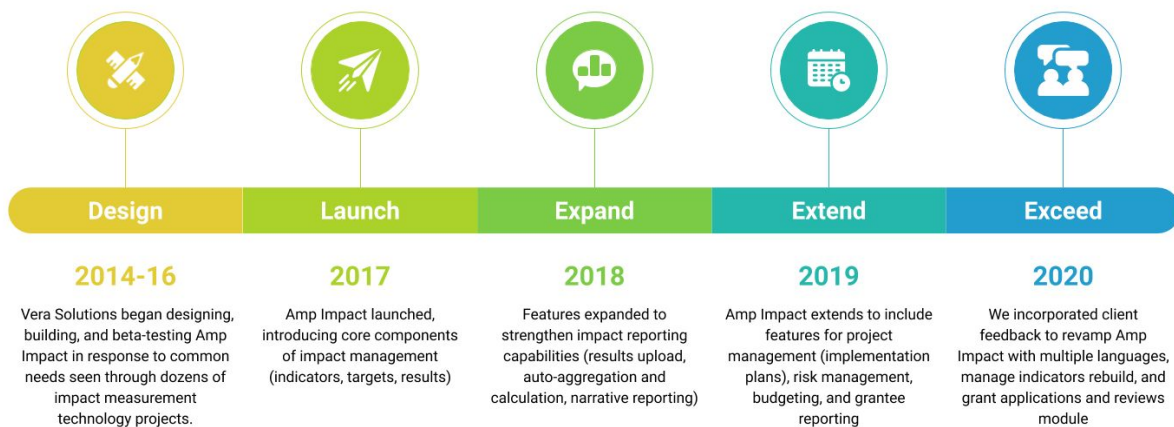 Design
Launch
Expand
Extend
Exceed
2014-16
Vera Solutions began designing,
building, and beta-testing Amp
Impact in response to common
needs seen through dozens of
impact measurement
technology projects.
2017
Amp Impact launched,
introducing core components
of impact management
(indicators, targets, results)
2018
Features expanded to
strengthen impact reporting
capabilities (results upload,
auto-aggregation and
calculation, narrative reporting)
2019
Amp Impact extends to include
features for project
management (implementation
plans), risk management,
budgeting, and grantee
reporting
2020
We incorporated client
feedback to revamp Amp
Impact with multiple languages,
manage indicators rebuild, and
grant applications and reviews
module